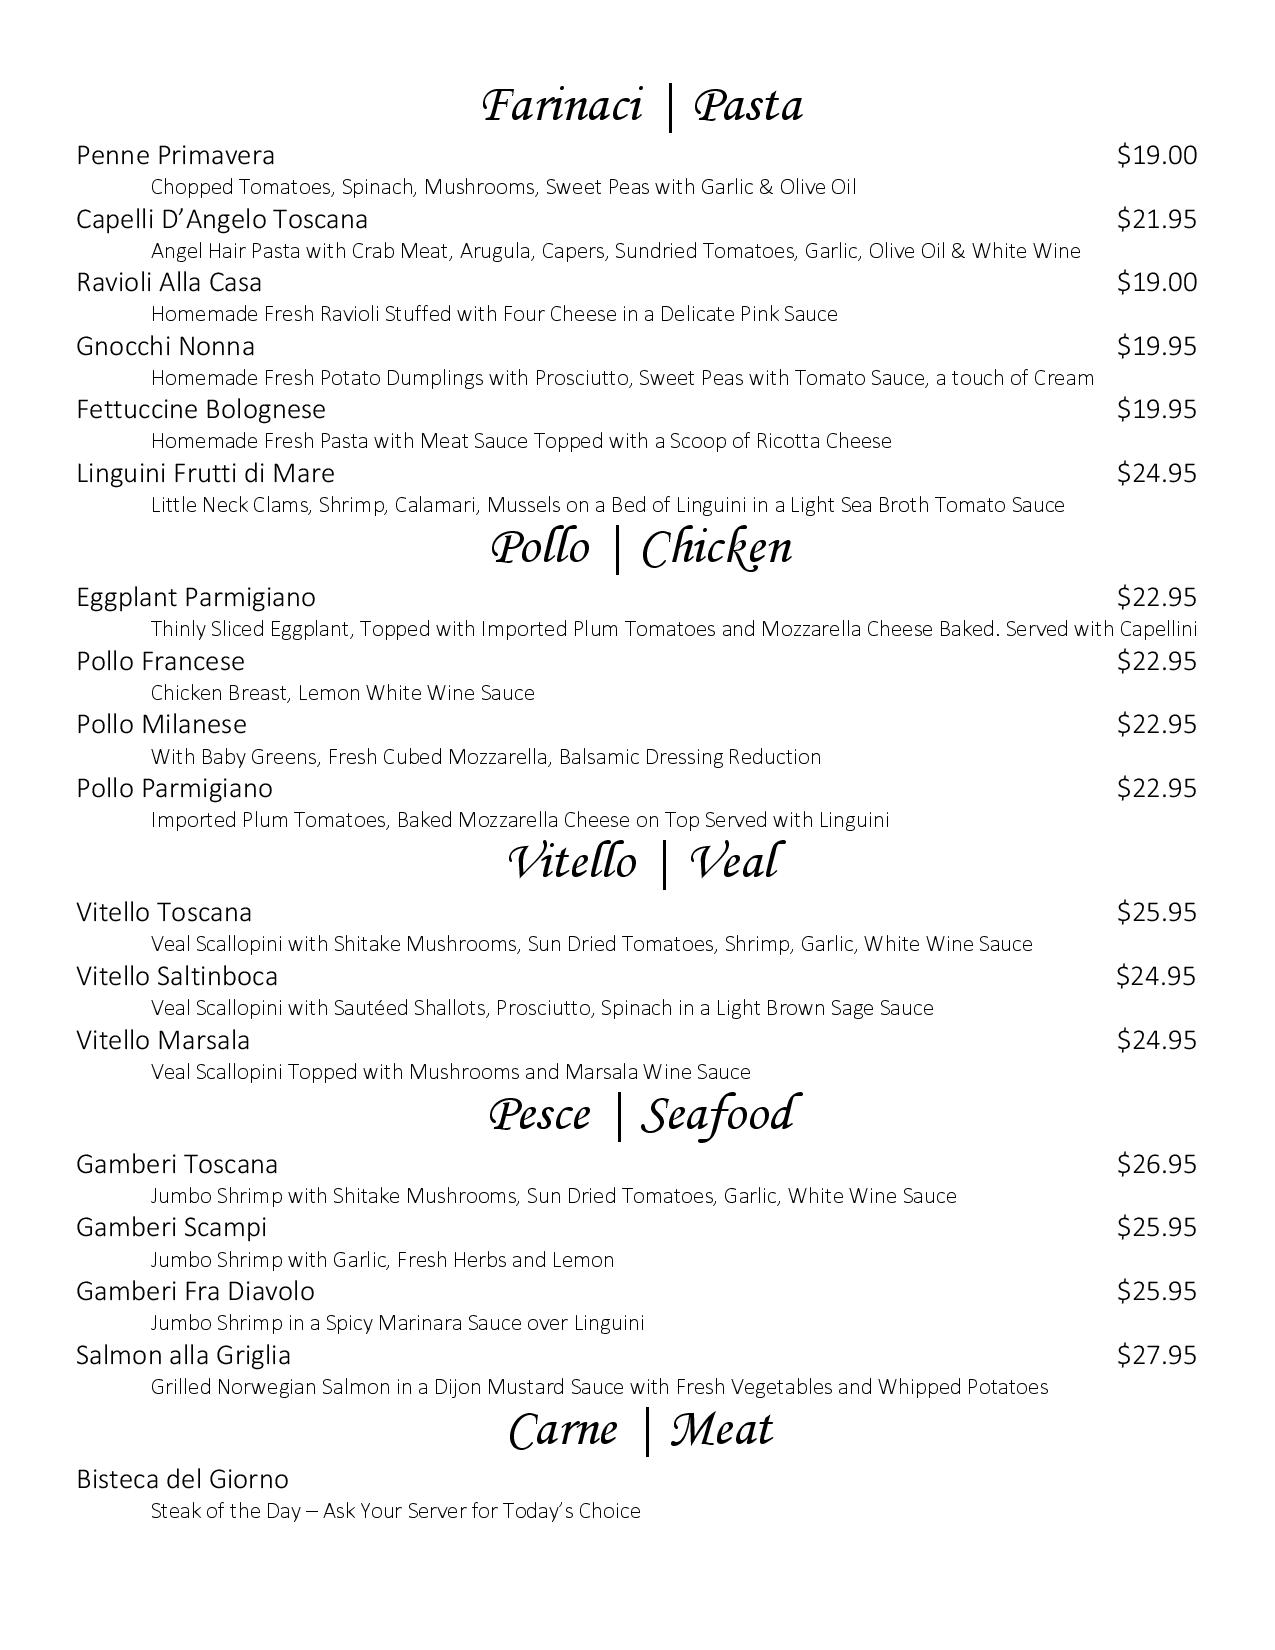 Farinaci | Pasta
Penne Primavera $19.00
Chopped Tomatoes, Spinach, Mushrooms, Sweet Peas with Garlic & Olive Oil
Capelli D’Angelo Toscana $21.95
Angel Hair Pasta with Crab Meat, Arugula, Capers, Sundried Tomatoes, Garlic, Olive Oil & White Wine
Ravioli Alla Casa $19.00
Homemade Fresh Ravioli Stuffed with Four Cheese in a Delicate Pink Sauce
Gnocchi Nonna $19.95
Homemade Fresh Potato Dumplings with Prosciutto, Sweet Peas with Tomato Sauce, a touch of Cream
Fettuccine Bolognese $19.95
Homemade Fresh Pasta with Meat Sauce Topped with a Scoop of Ricotta Cheese
Linguini Frutti di Mare $24.95
Little Neck Clams, Shrimp, Calamari, Mussels on a Bed of Linguini in a Light Sea Broth Tomato Sauce
Pollo | Chicken
Eggplant Parmigiano $22.95
Thinly Sliced Eggplant, Topped with Imported Plum Tomatoes and Mozzarella Cheese Baked. Served with Capellini
Pollo Francese $22.95
Chicken Breast, Lemon White Wine Sauce
Pollo Milanese $22.95
With Baby Greens, Fresh Cubed Mozzarella, Balsamic Dressing Reduction
Pollo Parmigiano $22.95
Imported Plum Tomatoes, Baked Mozzarella Cheese on Top Served with Linguini
Vitello | Veal
Vitello Toscana $25.95
Veal Scallopini with Shitake Mushrooms, Sun Dried Tomatoes, Shrimp, Garlic, White Wine Sauce
Vitello Saltinboca $24.95
Veal Scallopini with Sautéed Shallots, Prosciutto, Spinach in a Light Brown Sage Sauce
Vitello Marsala $24.95
Veal Scallopini Topped with Mushrooms and Marsala Wine Sauce
Pesce | Seafood
Gamberi Toscana $26.95
Jumbo Shrimp with Shitake Mushrooms, Sun Dried Tomatoes, Garlic, White Wine Sauce
Gamberi Scampi $25.95
Jumbo Shrimp with Garlic, Fresh Herbs and Lemon
Gamberi Fra Diavolo $25.95
Jumbo Shrimp in a Spicy Marinara Sauce over Linguini
Salmon alla Griglia $27.95
Grilled Norwegian Salmon in a Dijon Mustard Sauce with Fresh Vegetables and Whipped Potatoes
Carne | Meat
Bisteca del Giorno
Steak of the Day – Ask Your Server for Today’s Choice